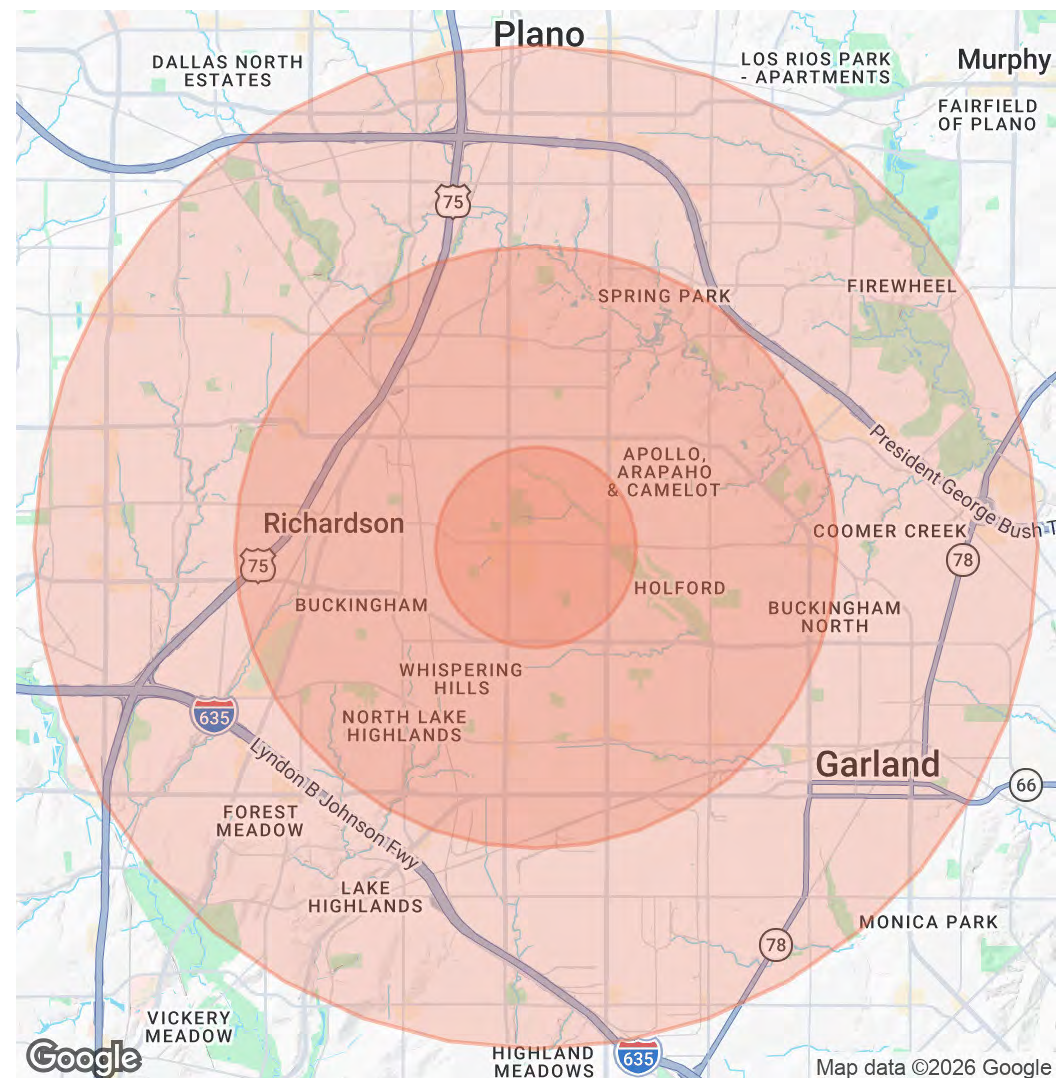 Plano
DALLAS NORTH
ESTATES
LOS RIOS PARK
- APARTMENTS
Murphy
FAIRFIELD
OF PLANO
75
SPRING PARK
FIREWHEEL
APOLLO,
ARAPAHO
& CAMELOT
President George Bush T
Richardson
COOMER CREEK
75
78
HOLFORD
BUCKINGHAM
BUCKINGHAM
NORTH
WHISPERING
HILLS
635
NORTH LAKE
HIGHLANDS
Lyndon B Johnson Fwy
Garland
66
FOREST
MEADOW
LAKE
HIGHLANDS
MONICA PARK
78
VICKERY
MEADOW
HIGHLAND
MEADOWS
635
Google
Map data ©2026 Google